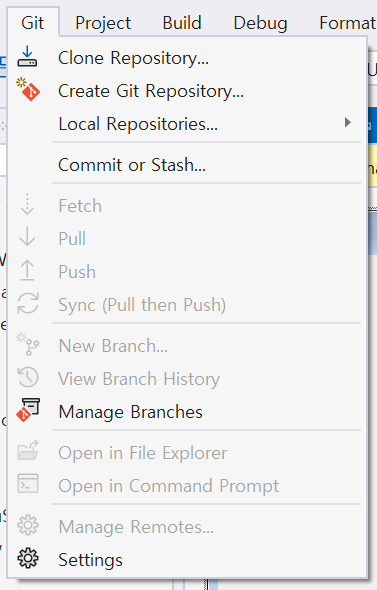 Git Project Build Debug Format
Clone Repository...
Create Git Repository...
Local Repositories...
Commit or Stash...
Fetch
Pull
Push
Sync (Pull then Push)
New Branch...
View Branch History
Manage Branches
Open in File Explorer
Open in Command Prompt
Manage Remotes...
Settings